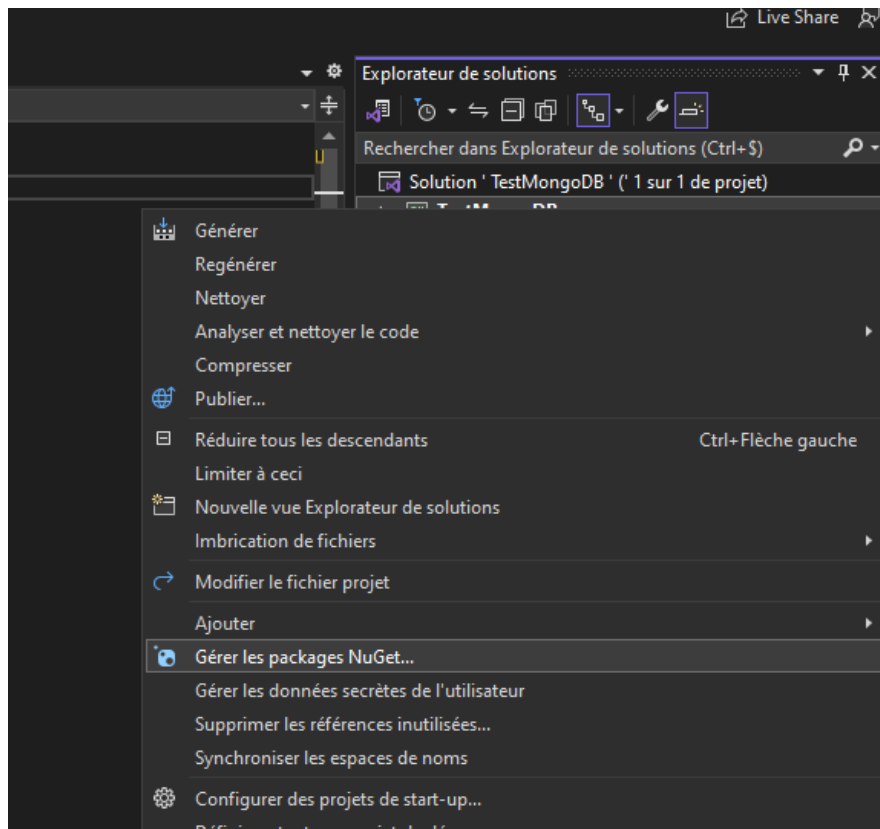 Live Share
Explorateur de solutions
Rechercher dans Explorateur de solutions (Ctrl+$)
Solution ' TestMongoDB ' (' 1 sur 1 de projet)
TestMongoDB
Générer
Regénérer
Nettoyer
Analyser et nettoyer le code
Compresser
Publier...
Réduire tous les descendants Ctrl+Flèche gauche
Limiter à ceci
Nouvelle vue Explorateur de solutions
Imbrication de fichiers
Modifier le fichier projet
Ajouter
Gérer les packages NuGet...
Gérer les données secrètes de l'utilisateur
Supprimer les références inutilisées...
Synchroniser les espaces de noms
Configurer des projets de start-up...